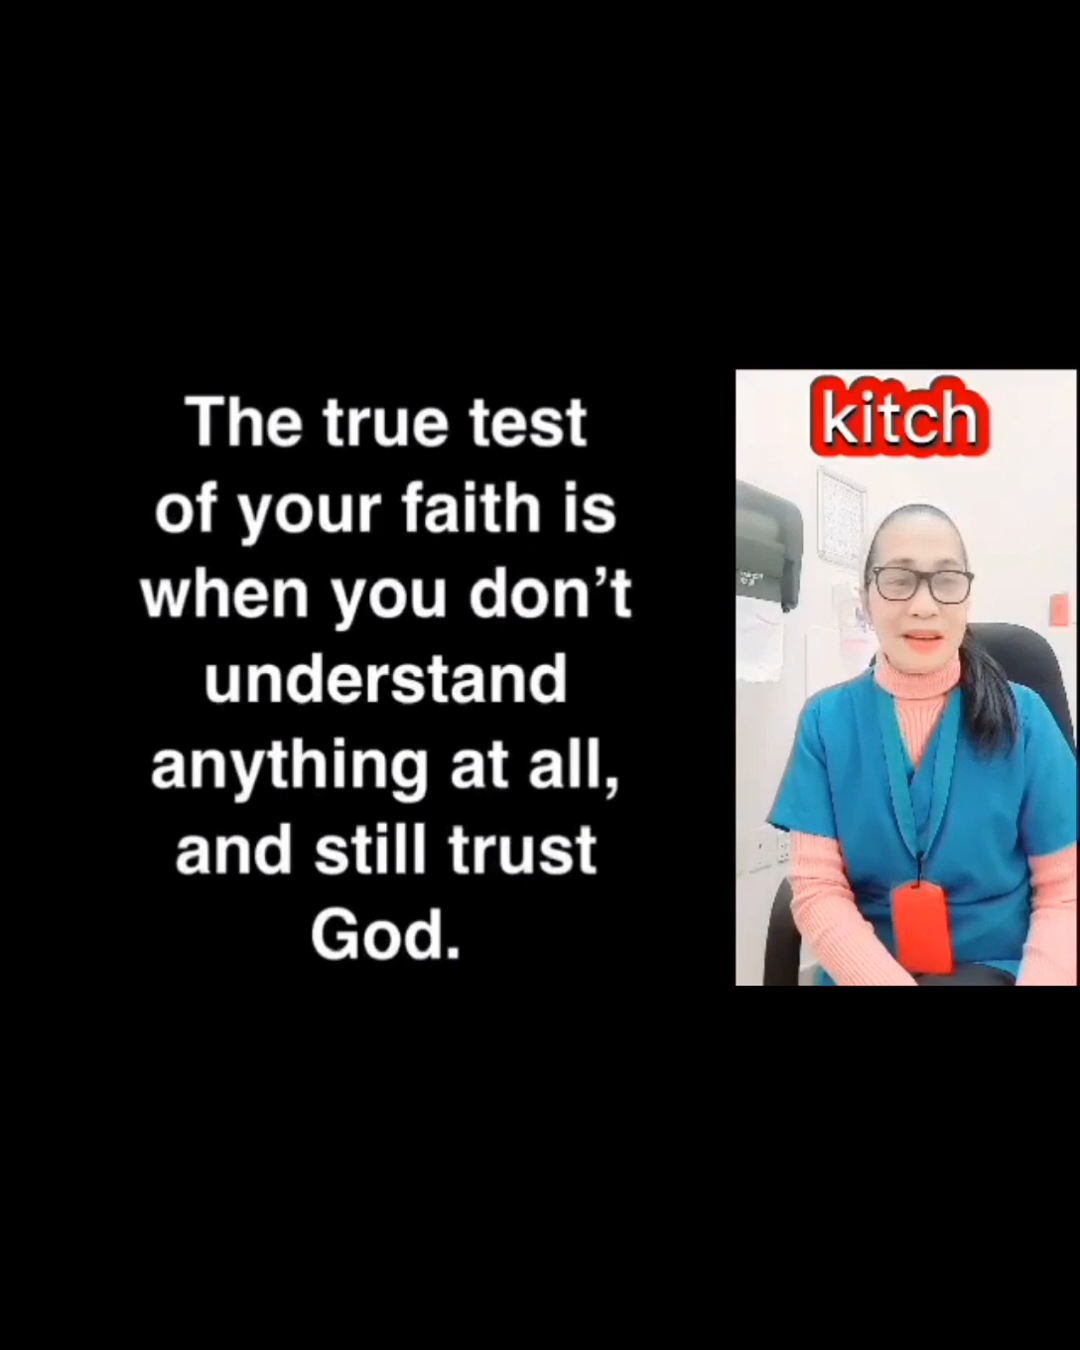 The true test
of your faith is
when you don’t
understand
anything at all,
and still trust
God.
kitch